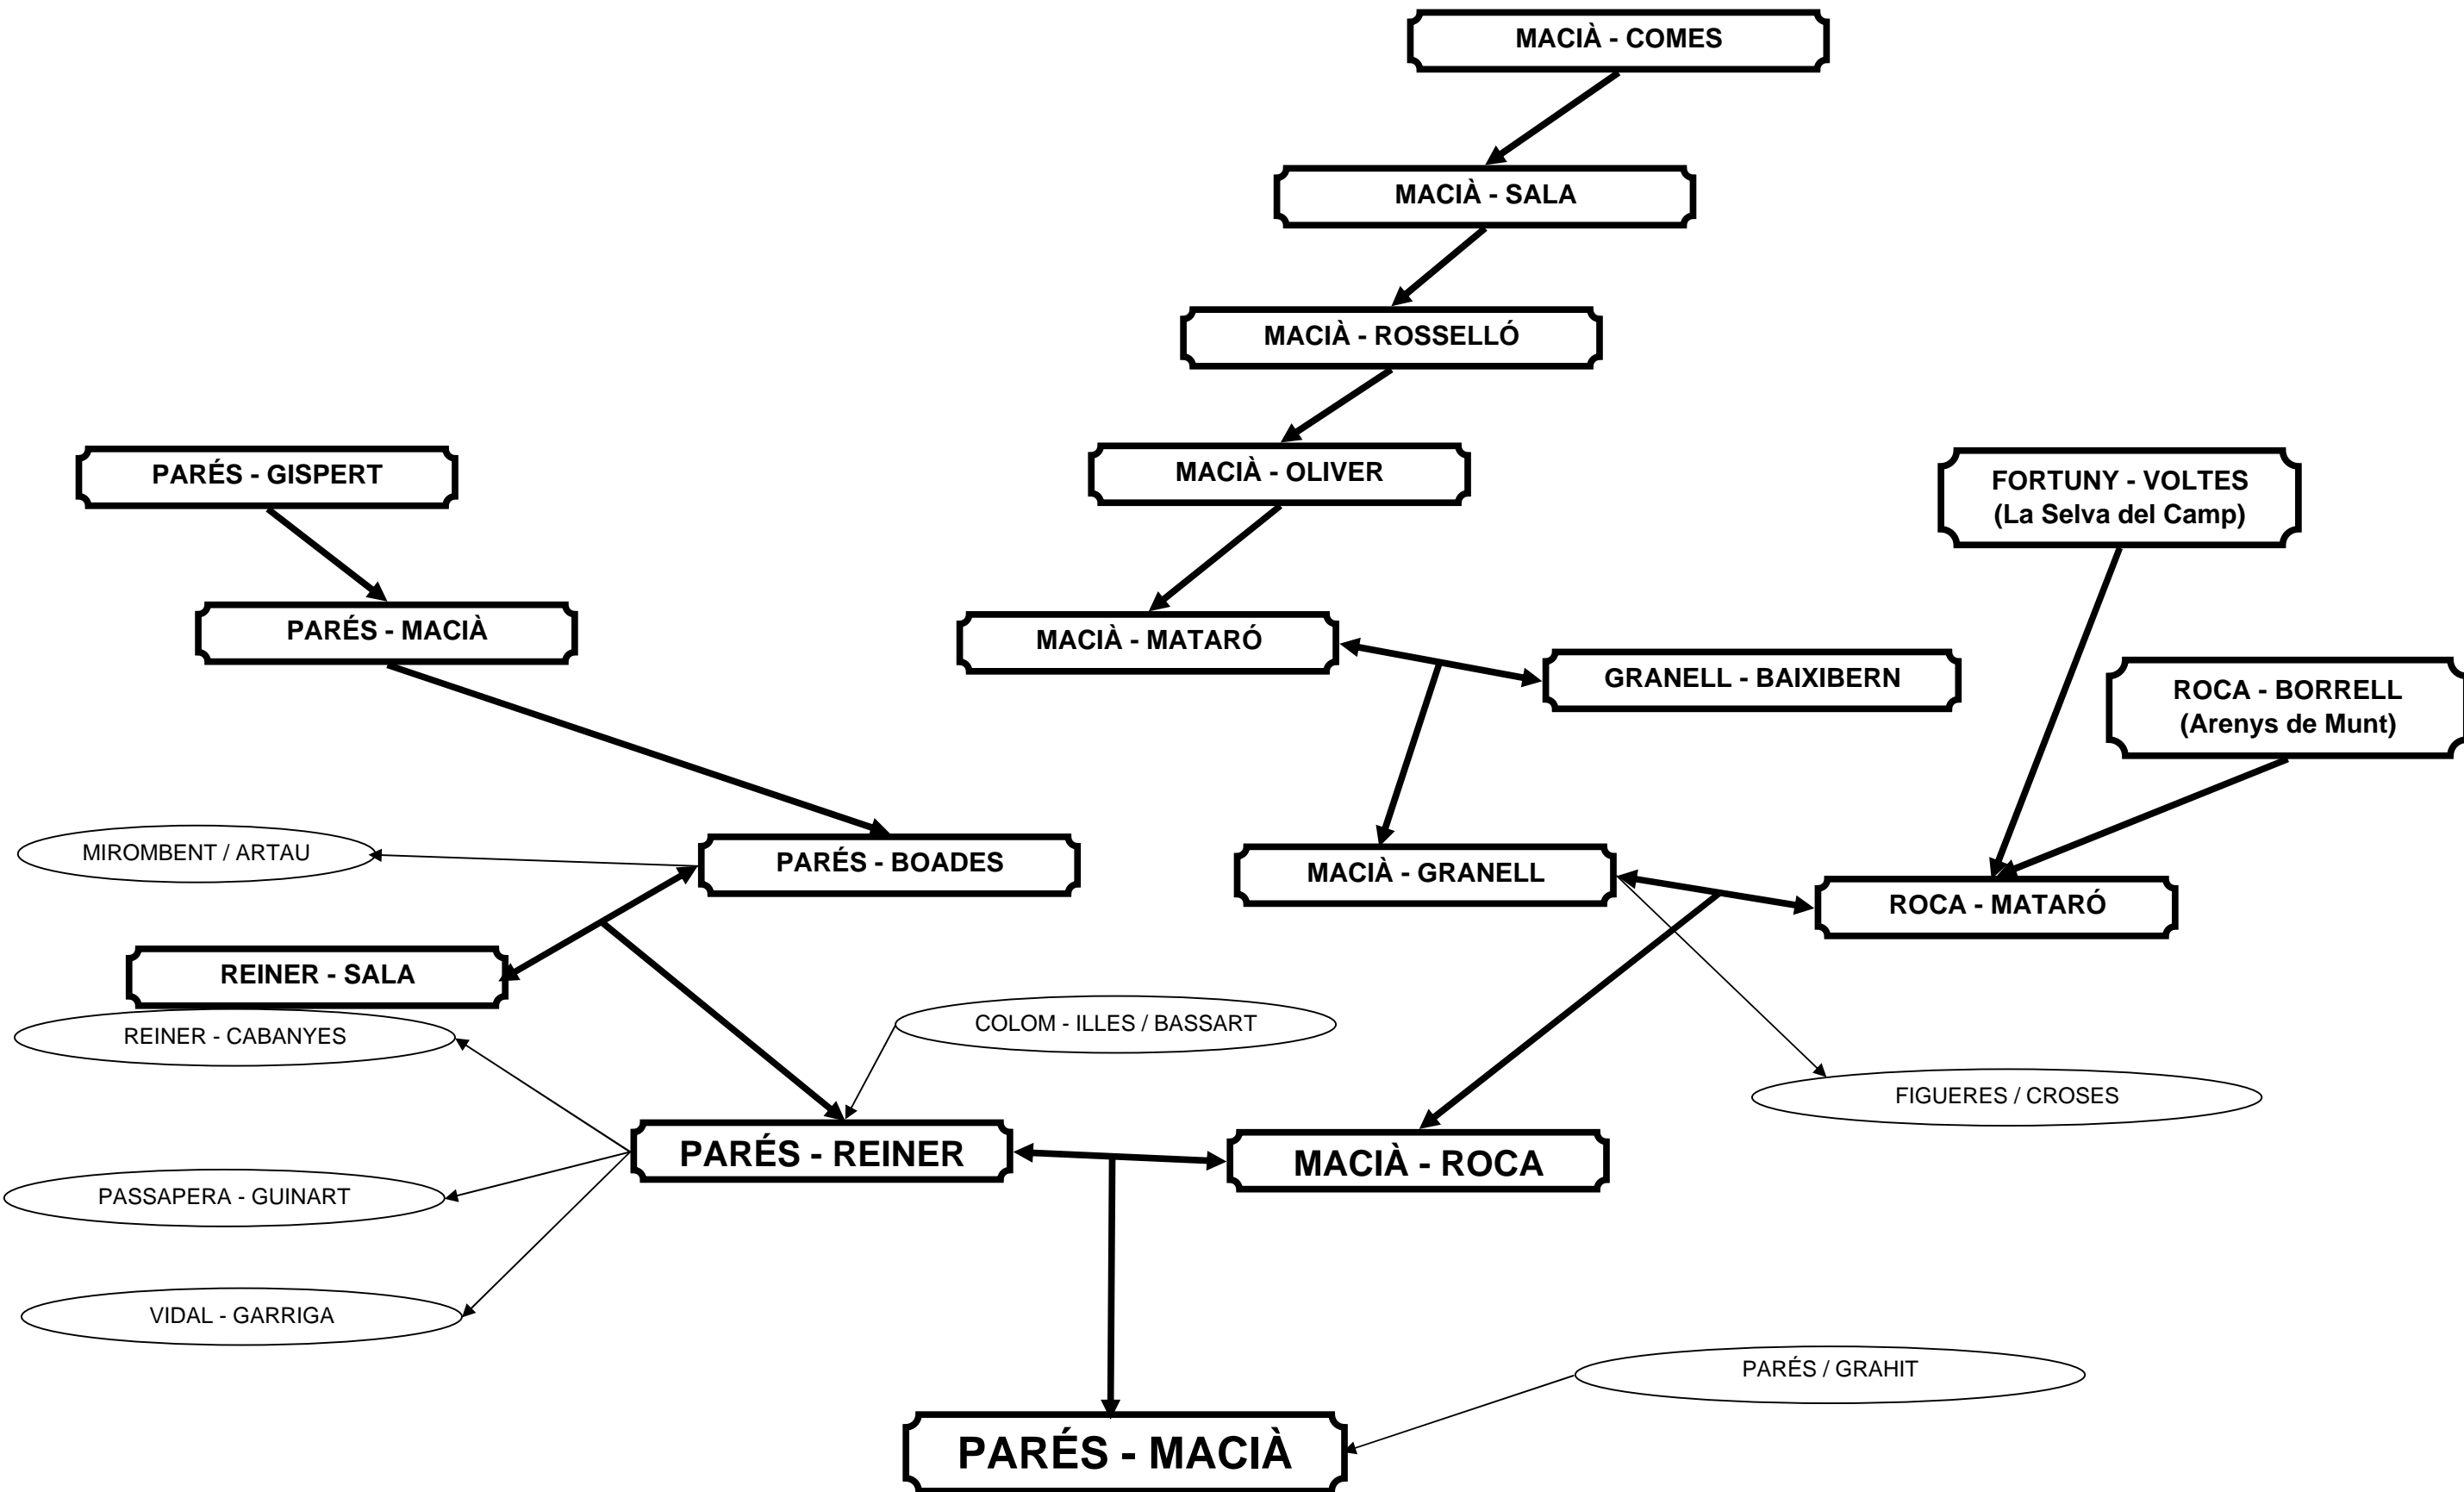 MACIÀ - COMES
MACIÀ - SALA
MACIÀ - ROSSELLÓ
MACIÀ - OLIVER
PARÉS - GISPERT
FORTUNY - VOLTES
(La Selva del Camp)
PARÉS - MACIÀ
MACIÀ - MATARÓ
GRANELL - BAIXIBERN
ROCA - BORRELL
(Arenys de Munt)
MIROMBENT / ARTAU
PARÉS - BOADES
MACIÀ - GRANELL
ROCA - MATARÓ
REINER - SALA
REINER - CABANYES
COLOM - ILLES / BASSART
FIGUERES / CROSES
PARÉS - REINER
MACIÀ - ROCA
PASSAPERA - GUINART
VIDAL - GARRIGA
PARÉS / GRAHIT
PARÉS - MACIÀ